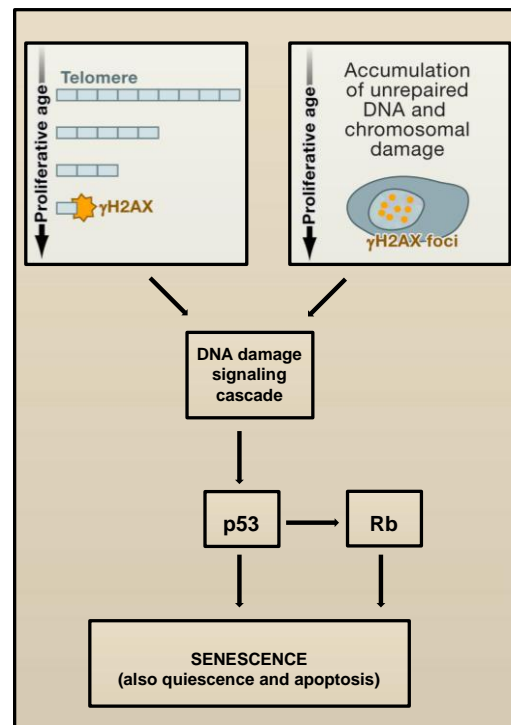 Proliferative age
Telomere
γH2AX
Proliferative age
Accumulation
of unrepaired
DNA and
chromosomal
damage
γH2AX foci
DNA damage
signaling
cascade
p53
Rb
SENESCENCE
(also quiescence and apoptosis)